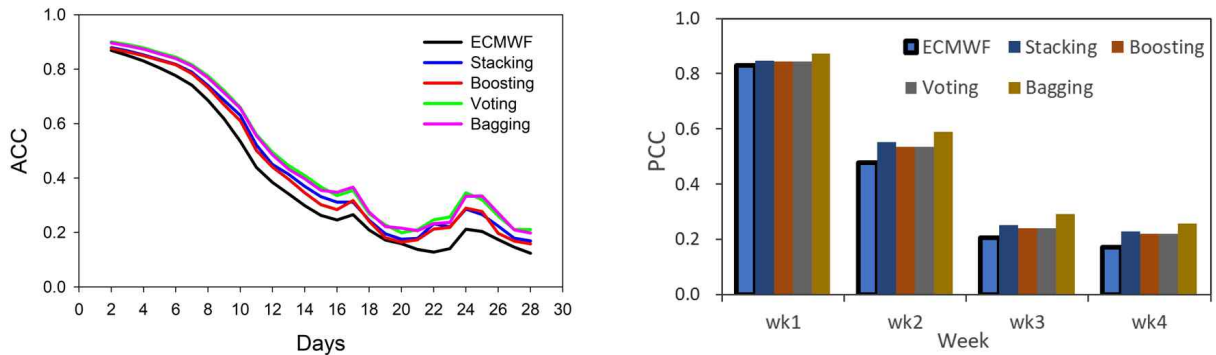 1.0
0.8
0.6
0.4
0.2
0.0
ACC
ECMWF
Stacking
Boosting
Voting
Bagging
0 2 4 6 8 10 12 14 16 18 20 22 24 26 28 30
Days
1.0
0.8
0.6
0.4
0.2
0.0
PCC
ECMWF Stacking Boosting
Voting Bagging
wk1 wk2 wk3 wk4
Week